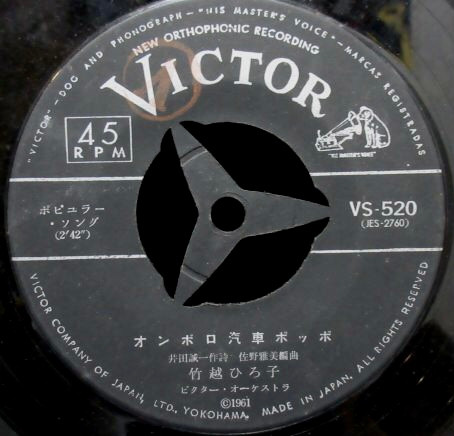 "VICTOR"–DOG AND PHONOGRAPH–"HIS MASTER'S VOICE"–MARCAS REGISTRADAS
NEW ORTHOPHONIC RECORDING
VICTOR
"HIS MASTER'S VOICE"
45
RPM
ポピュラー
・ソング
(2'42")
VS-520
(JES-2760)
オンボロ汽車ポッポ
井田誠一作詩 佐野雅美編曲
竹越ひろ子
ビクター・オーケストラ
©1961
VICTOR COMPANY OF JAPAN, LTD., YOKOHAMA, MADE IN JAPAN, ALL RIGHTS RESERVED